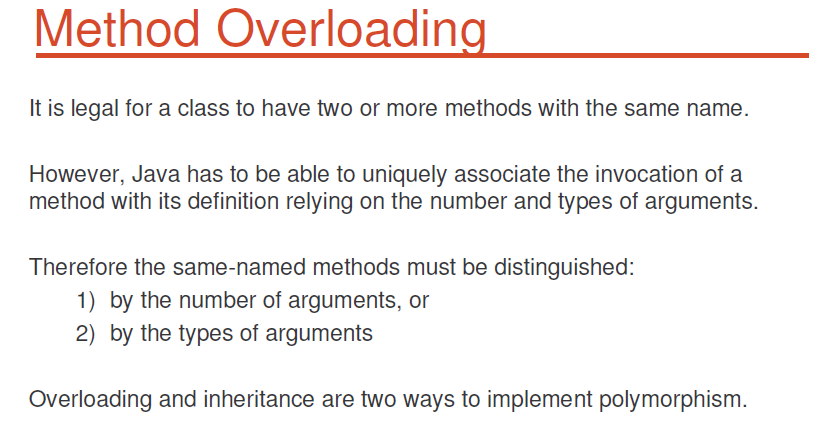 Method Overloading
It is legal for a class to have two or more methods with the same name.
However, Java has to be able to uniquely associate the invocation of a
method with its definition relying on the number and types of arguments.
Therefore the same-named methods must be distinguished:
1) by the number of arguments, or
2) by the types of arguments
Overloading and inheritance are two ways to implement polymorphism.